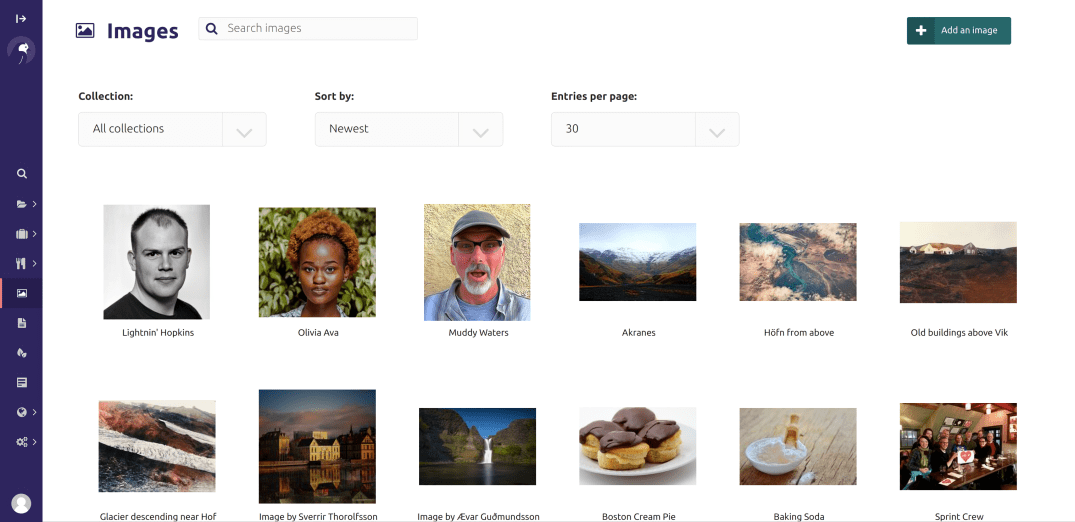 Images
Search images
Add an image
Collection:
Sort by:
Entries per page:
All collections
Newest
30
Lightnin' Hopkins
Olivia Ava
Muddy Waters
Akranes
Höfn from above
Old buildings above Vik
Glacier descending near Hof
Image by Sverrir Thorolfsson
Image by Ævar Guðmundsson
Boston Cream Pie
Baking Soda
Sprint Crew